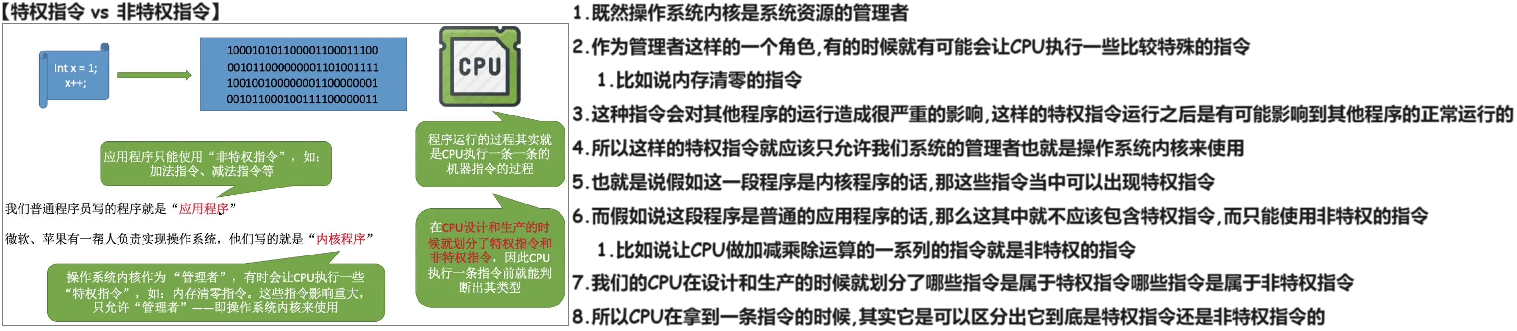 【特权指令 vs 非特权指令】
Int x = 1;
x++;
100010101100001100011100
001011000000001101001111
100100100000001100000001
001011000100111100000011
CPU
程序运行的过程其实就
是CPU执行一条一条的
机器指令的过程
应用程序只能使用“非特权指令”，如：
加法指令、减法指令等
我们普通程序员写的程序就是“应用程序”
微软、苹果有一帮人负责实现操作系统，他们写的就是“内核程序”
操作系统内核作为“管理者”，有时会让CPU执行一些
“特权指令”，如：内存清零指令。这些指令影响重大，
只允许“管理者”——即操作系统内核来使用
在CPU设计和生产的时
候就划分了特权指令和
非特权指令，因此CPU
执行一条指令前就能判
断出其类型
1.既然操作系统内核是系统资源的管理者
2.作为管理者这样的一个角色,有的时候就有可能会让CPU执行一些比较特殊的指令
1.比如说内存清零的指令
3.这种指令会对其他程序的运行造成很严重的影响,这样的特权指令运行之后是有可能影响到其他程序的正常运行的
4.所以这样的特权指令就应该只允许我们系统的管理者也就是操作系统内核来使用
5.也就是说假如这一段程序是内核程序的话,那这些指令当中可以出现特权指令
6.而假如说这段程序是普通的应用程序的话,那么这其中就不应该包含特权指令,而只能使用非特权的指令
1.比如说让CPU做加减乘除运算的一系列的指令就是非特权的指令
7.我们的CPU在设计和生产的时候就划分了哪些指令是属于特权指令哪些指令是属于非特权指令
8.所以CPU在拿到一条指令的时候,其实它是可以区分出它到底是特权指令还是非特权指令的